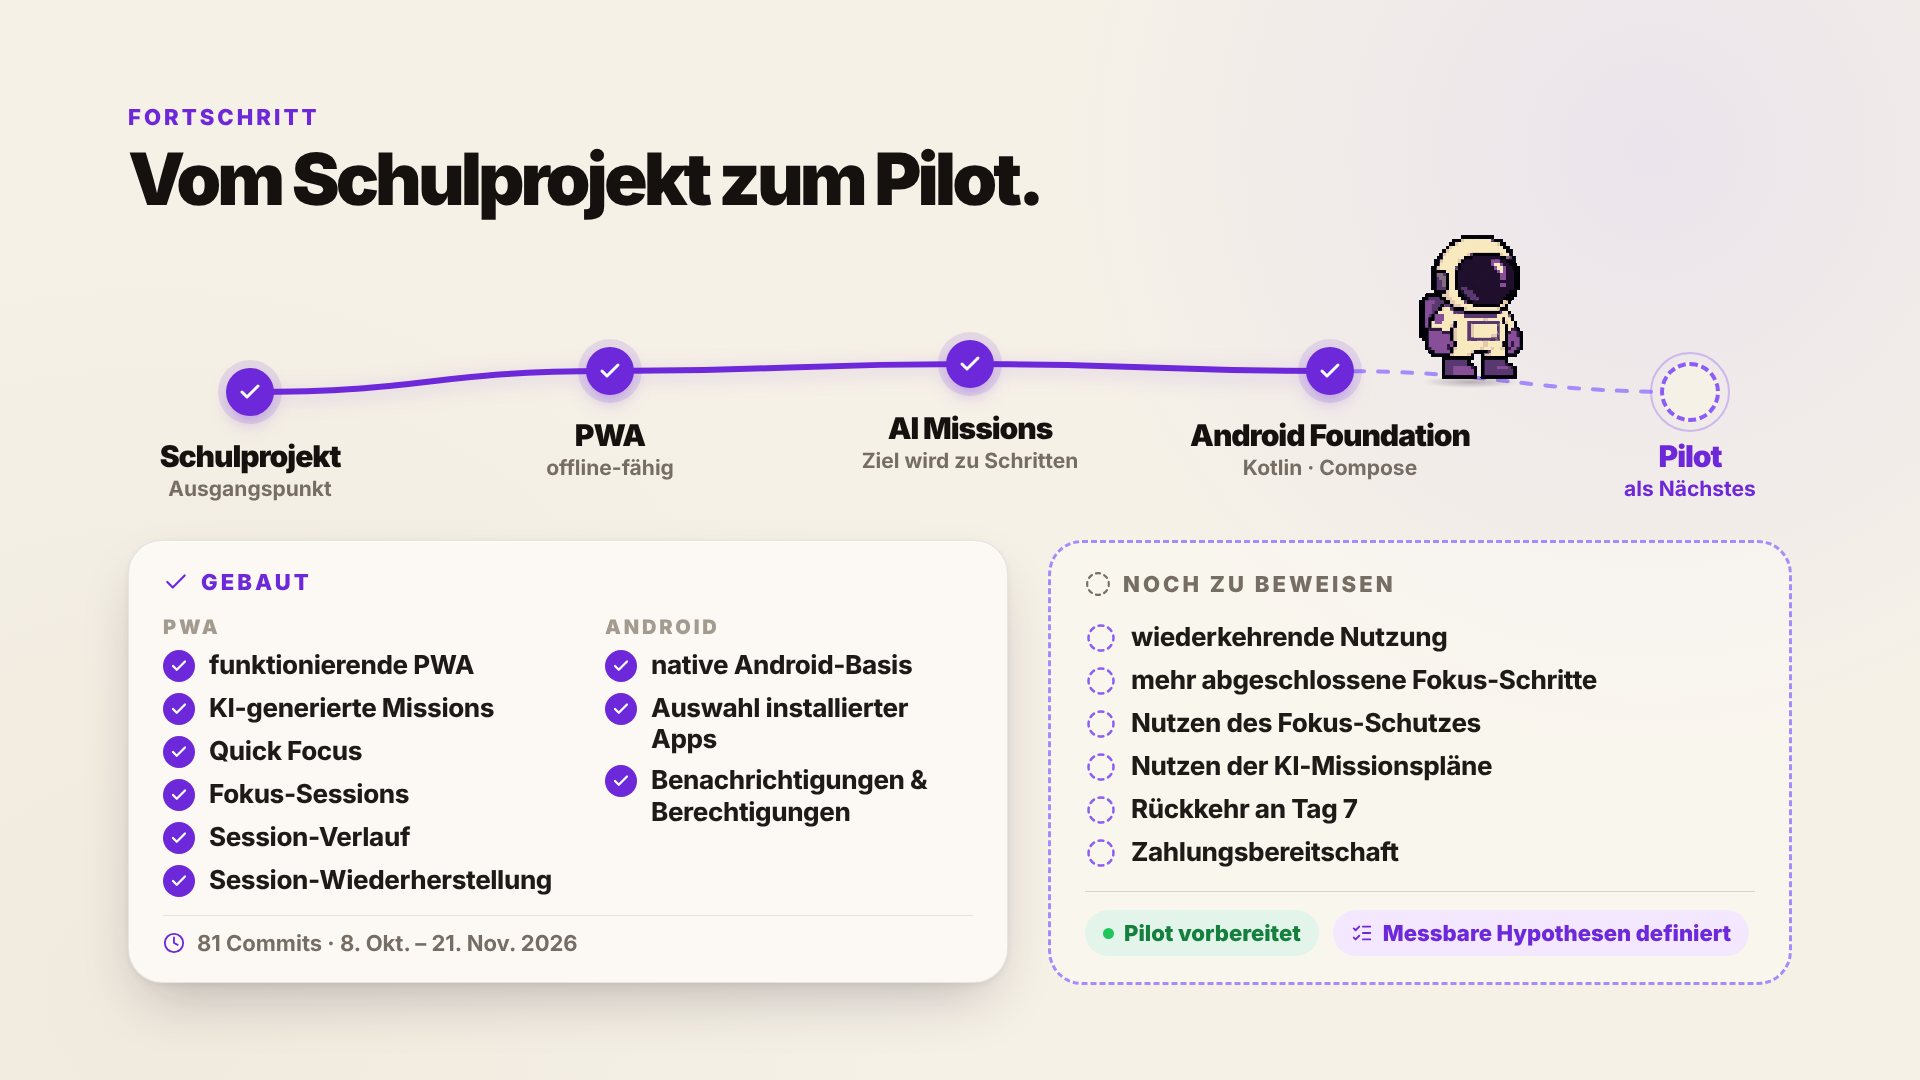 FORTSCHRITT
Vom Schulprojekt zum Pilot.
Schulprojekt
Ausgangspunkt
PWA
offline-fähig
AI Missions
Ziel wird zu Schritten
Android Foundation
Kotlin · Compose
Pilot
als Nächstes
GEBAUT
PWA
funktionierende PWA
KI-generierte Missions
Quick Focus
Fokus-Sessions
Session-Verlauf
Session-Wiederherstellung
ANDROID
native Android-Basis
Auswahl installierter
Apps
Benachrichtigungen &
Berechtigungen
81 Commits · 8. Okt. – 21. Nov. 2026
NOCH ZU BEWEISEN
wiederkehrende Nutzung
mehr abgeschlossene Fokus-Schritte
Nutzen des Fokus-Schutzes
Nutzen der KI-Missionspläne
Rückkehr an Tag 7
Zahlungsbereitschaft
Pilot vorbereitet
Messbare Hypothesen definiert